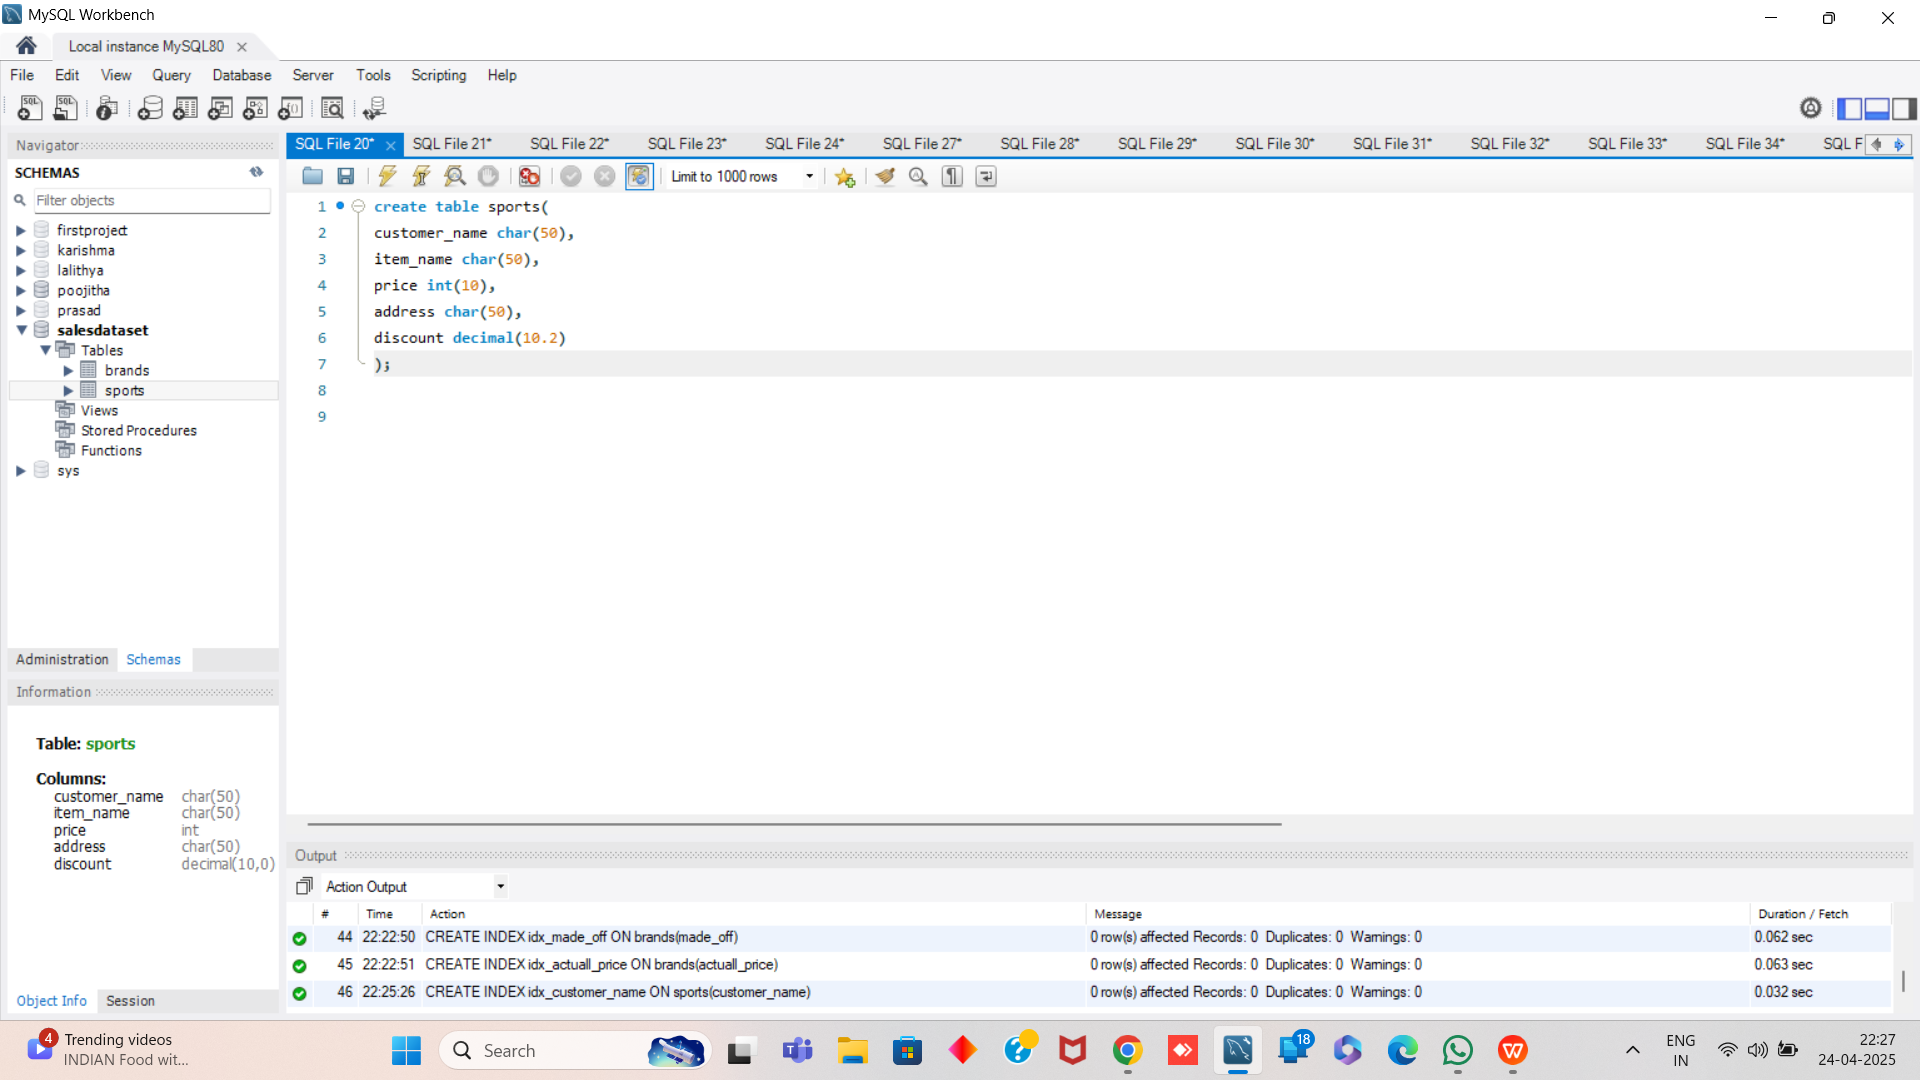 MySQL Workbench
Local instance MySQL80
File Edit View Query Database Server Tools Scripting Help
Navigator
SCHEMAS
Filter objects
firstproject
karishma
lalithya
poojitha
prasad
salesdataset
Tables
brands
sports
Views
Stored Procedures
Functions
sys
Administration Schemas
Information
Table: sports
Columns:
customer_name char(50)
item_name char(50)
price int
address char(50)
discount decimal(10,0)
Object Info Session
SQL File 20* SQL File 21* SQL File 22* SQL File 23* SQL File 24* SQL File 27* SQL File 28* SQL File 29* SQL File 30* SQL File 31* SQL File 32* SQL File 33* SQL File 34* SQL F
Limit to 1000 rows
1 create table sports(
2 customer_name char(50),
3 item_name char(50),
4 price int(10),
5 address char(50),
6 discount decimal(10.2)
7 );
8
9
Output
Action Output
# Time Action Message Duration / Fetch
44 22:22:50 CREATE INDEX idx_made_off ON brands(made_off) 0 row(s) affected Records: 0 Duplicates: 0 Warnings: 0 0.062 sec
45 22:22:51 CREATE INDEX idx_actuall_price ON brands(actuall_price) 0 row(s) affected Records: 0 Duplicates: 0 Warnings: 0 0.063 sec
46 22:25:26 CREATE INDEX idx_customer_name ON sports(customer_name) 0 row(s) affected Records: 0 Duplicates: 0 Warnings: 0 0.032 sec
4 Trending videos
INDIAN Food wit...
Search
18
ENG
IN
22:27
24-04-2025